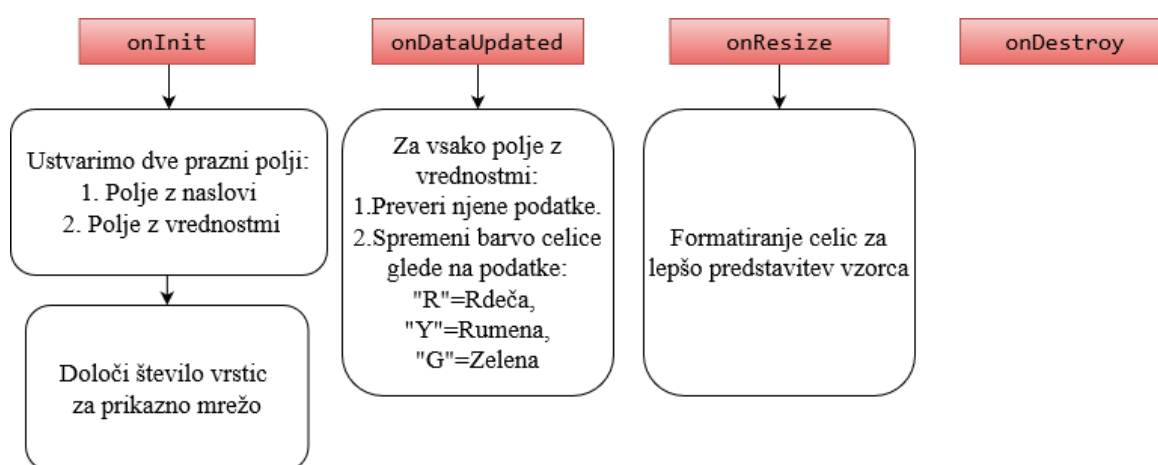 onInit
onDataUpdated
onResize
onDestroy
Ustvarimo dve prazni polji:
1. Polje z naslovi
2. Polje z vrednostmi
Določi število vrstic
za prikazno mrežo
Za vsako polje z
vrednostmi:
1.Preveri njene podatke.
2.Spremeni barvo celice
glede na podatke:
"R"=Rdeča,
"Y"=Rumena,
"G"=Zelena
Formatiranje celic za
lepšo predstavitev vzorca